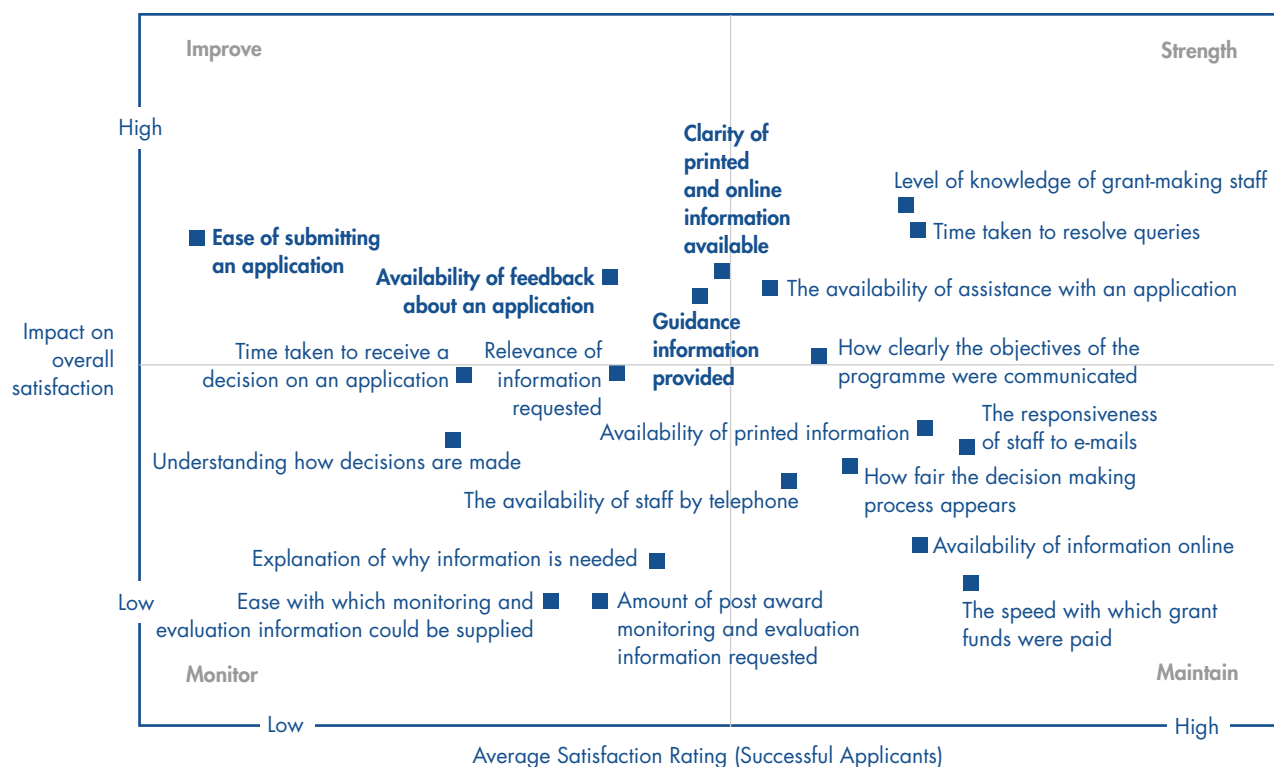 Improve
Strength
High
Clarity of
printed
and online
information
available
Level of knowledge of grant-making staff
Time taken to resolve queries
Ease of submitting
an application
Availability of feedback
about an application
The availability of assistance with an application
Guidance
information
provided
Impact on
overall
satisfaction
Time taken to receive a
decision on an application
Relevance of
information
requested
How clearly the objectives of the
programme were communicated
Availability of printed information
The responsiveness
of staff to e-mails
Understanding how decisions are made
How fair the decision making
process appears
The availability of staff by telephone
Explanation of why information is needed
Availability of information online
Low
Ease with which monitoring and
evaluation information could be supplied
Amount of post award
monitoring and evaluation
information requested
The speed with which grant
funds were paid
Monitor
Maintain
Low
High
Average Satisfaction Rating (Successful Applicants)